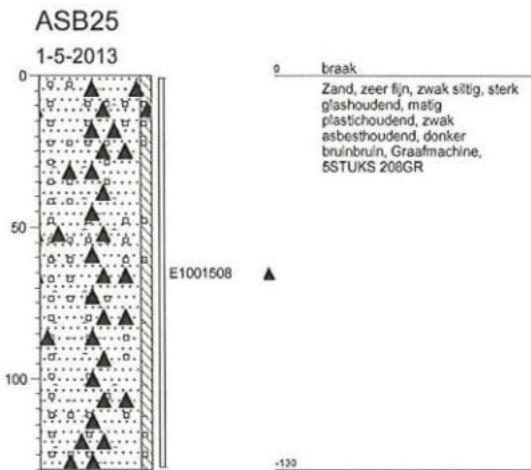 ASB25
1-5-2013
0
0 braak
Zand, zeer fijn, zwak siltig, sterk
glashoudend, matig
plastichoudend, zwak
asbesthoudend, donker
bruinbruin, Graafmachine,
5STUKS 208GR
50
E1001508
100
-130